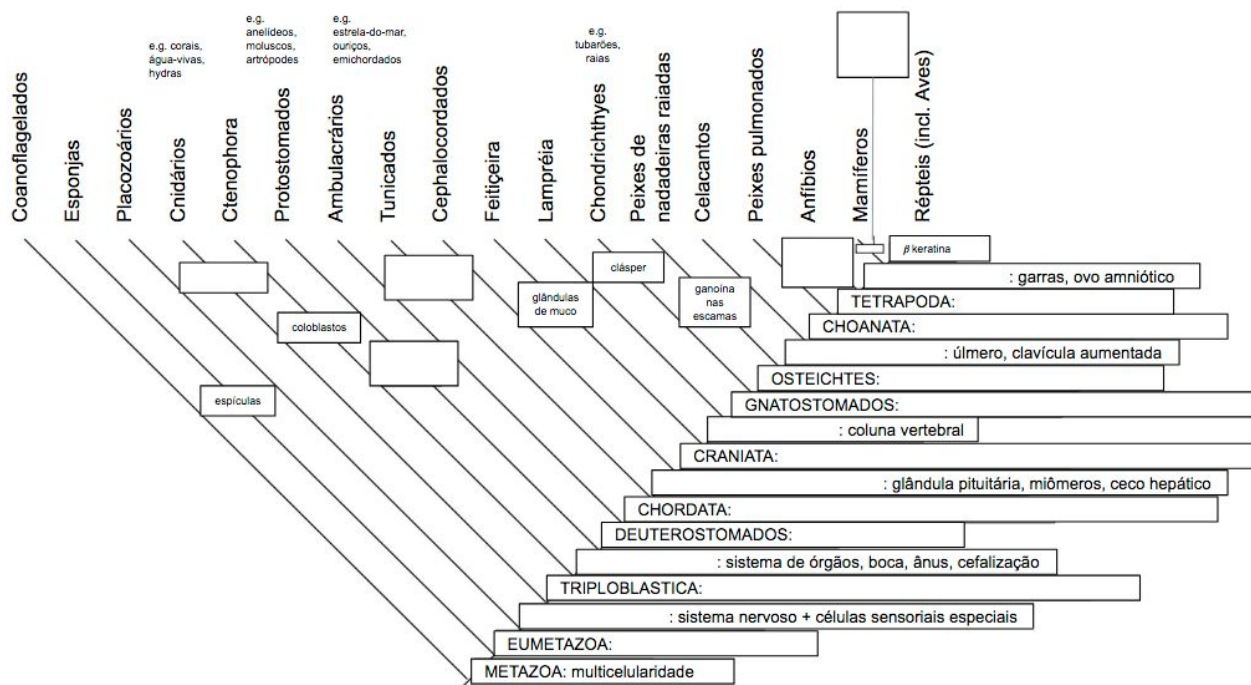 e.g. corais,
água-vivas,
hydras
e.g.
anelídeos,
moluscos,
artrópodes
e.g.
estrela-do-mar,
ouriços,
emichordados
e.g.
tubarões,
raias
Coanoflagelados
Esponjas
Placozoários
Cnidários
Ctenophora
Protostomados
Ambulacrários
Tunicados
Cephalocordados
Feitiçeira
Lampréia
Chondrichthyes
Peixes de
nadadeiras raiadas
Celacantos
Peixes pulmonados
Anfíbios
Mamíferos
Répteis (incl. Aves)
β keratina
clásper
: garras, ovo amniótico
glândulas
de muco
ganoína
nas
escamas
TETRAPODA:
coloblastos
CHOANATA:
: úlmero, clavícula aumentada
OSTEICHTES:
espículas
GNATOSTOMADOS:
: coluna vertebral
CRANIATA:
: glândula pituitária, miômeros, ceco hepático
CHORDATA:
DEUTEROSTOMADOS:
: sistema de órgãos, boca, ânus, cefalização
TRIPLOBLASTICA:
: sistema nervoso + células sensoriais especiais
EUMETAZOA:
METAZOA: multicelularidade